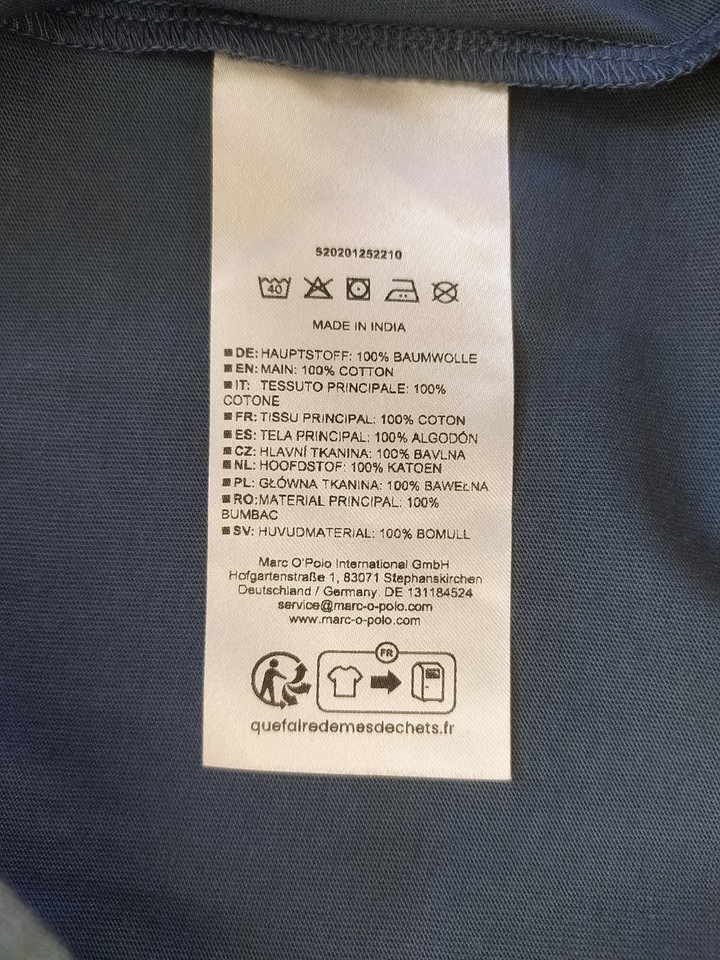 520201252210
40
MADE IN INDIA
DE: HAUPTSTOFF: 100% BAUMWOLLE
EN: MAIN: 100% COTTON
IT: TESSUTO PRINCIPALE: 100%
COTONE
FR: TISSU PRINCIPAL: 100% COTON
ES: TELA PRINCIPAL: 100% ALGODÓN
CZ: HLAVNÍ TKANINA: 100% BAVLNA
NL: HOOFDSTOF: 100% KATOEN
PL: GŁÓWNA TKANINA: 100% BAWEŁNA
RO: MATERIAL PRINCIPAL: 100%
BUMBAC
SV: HUVUDMATERIAL: 100% BOMULL
Marc O'Polo International GmbH
Hofgartenstraße 1, 83071 Stephanskirchen
Deutschland / Germany DE 131184524
service@marc-o-polo.com
www.marc-o-polo.com
FR
quefairedemesdechets.fr